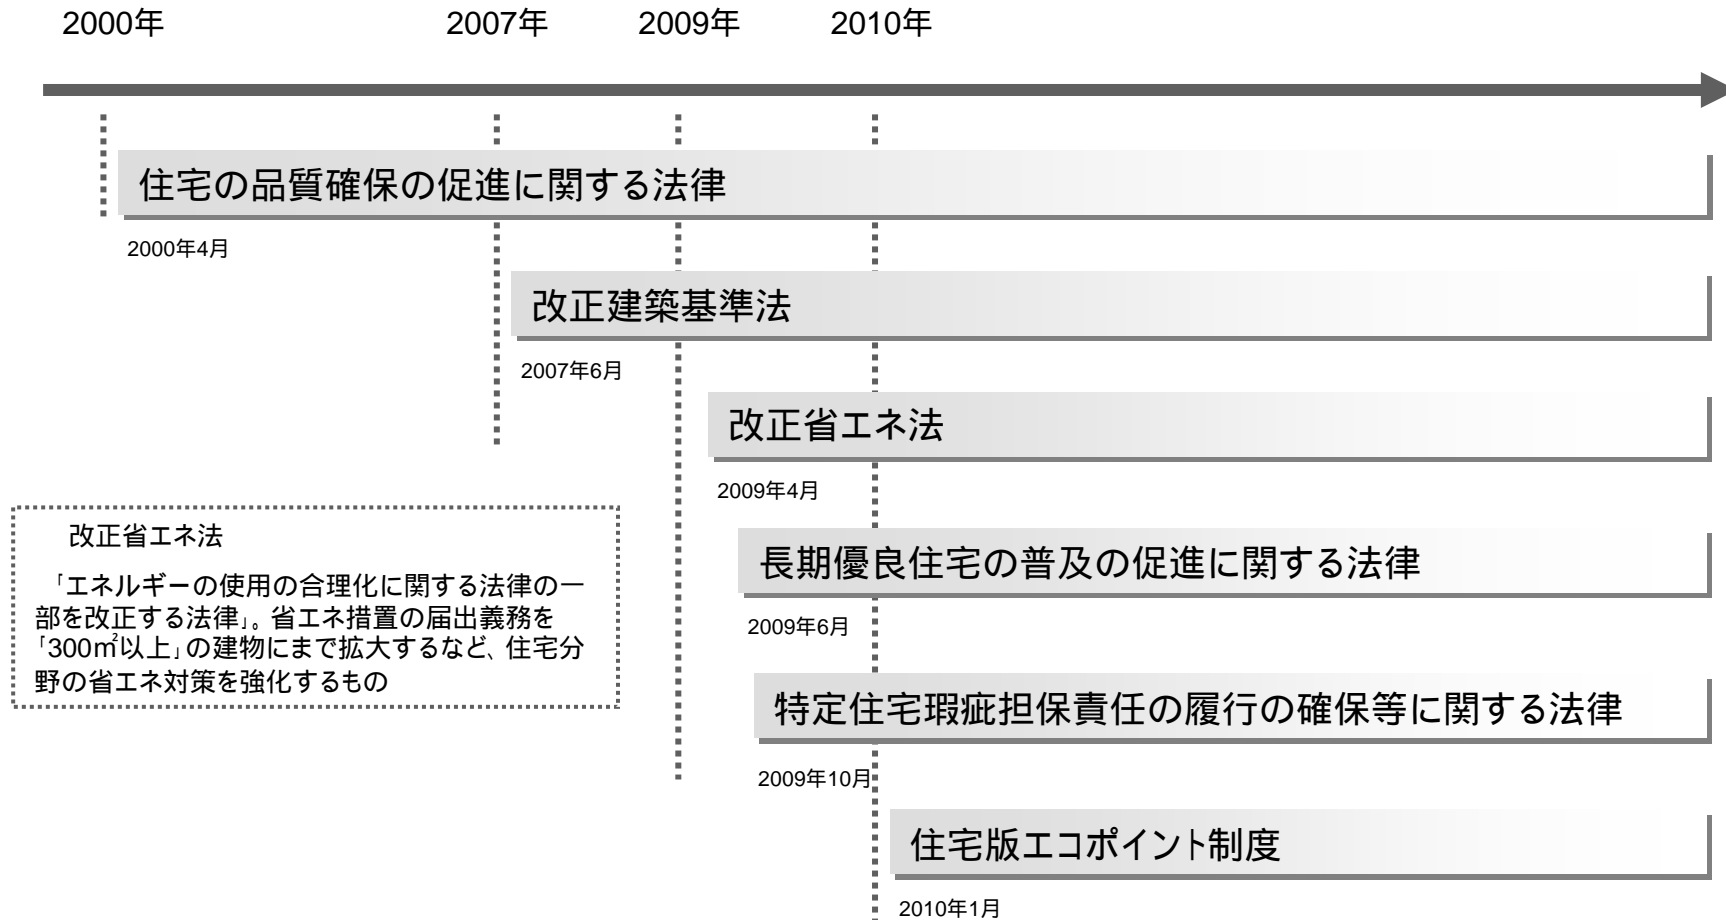 2000年 2007年 2009年 2010年
住宅の品質確保の促進に関する法律
2000年4月
改正建築基準法
2007年6月
改正省エネ法
2009年4月
改正省エネ法
「エネルギーの使用の合理化に関する法律の一
部を改正する法律」。省エネ措置の届出義務を
「300㎡以上」の建物にまで拡大するなど、住宅分
野の省エネ対策を強化するもの
長期優良住宅の普及の促進に関する法律
2009年6月
特定住宅瑕疵担保責任の履行の確保等に関する法律
2009年10月
住宅版エコポイント制度
2010年1月